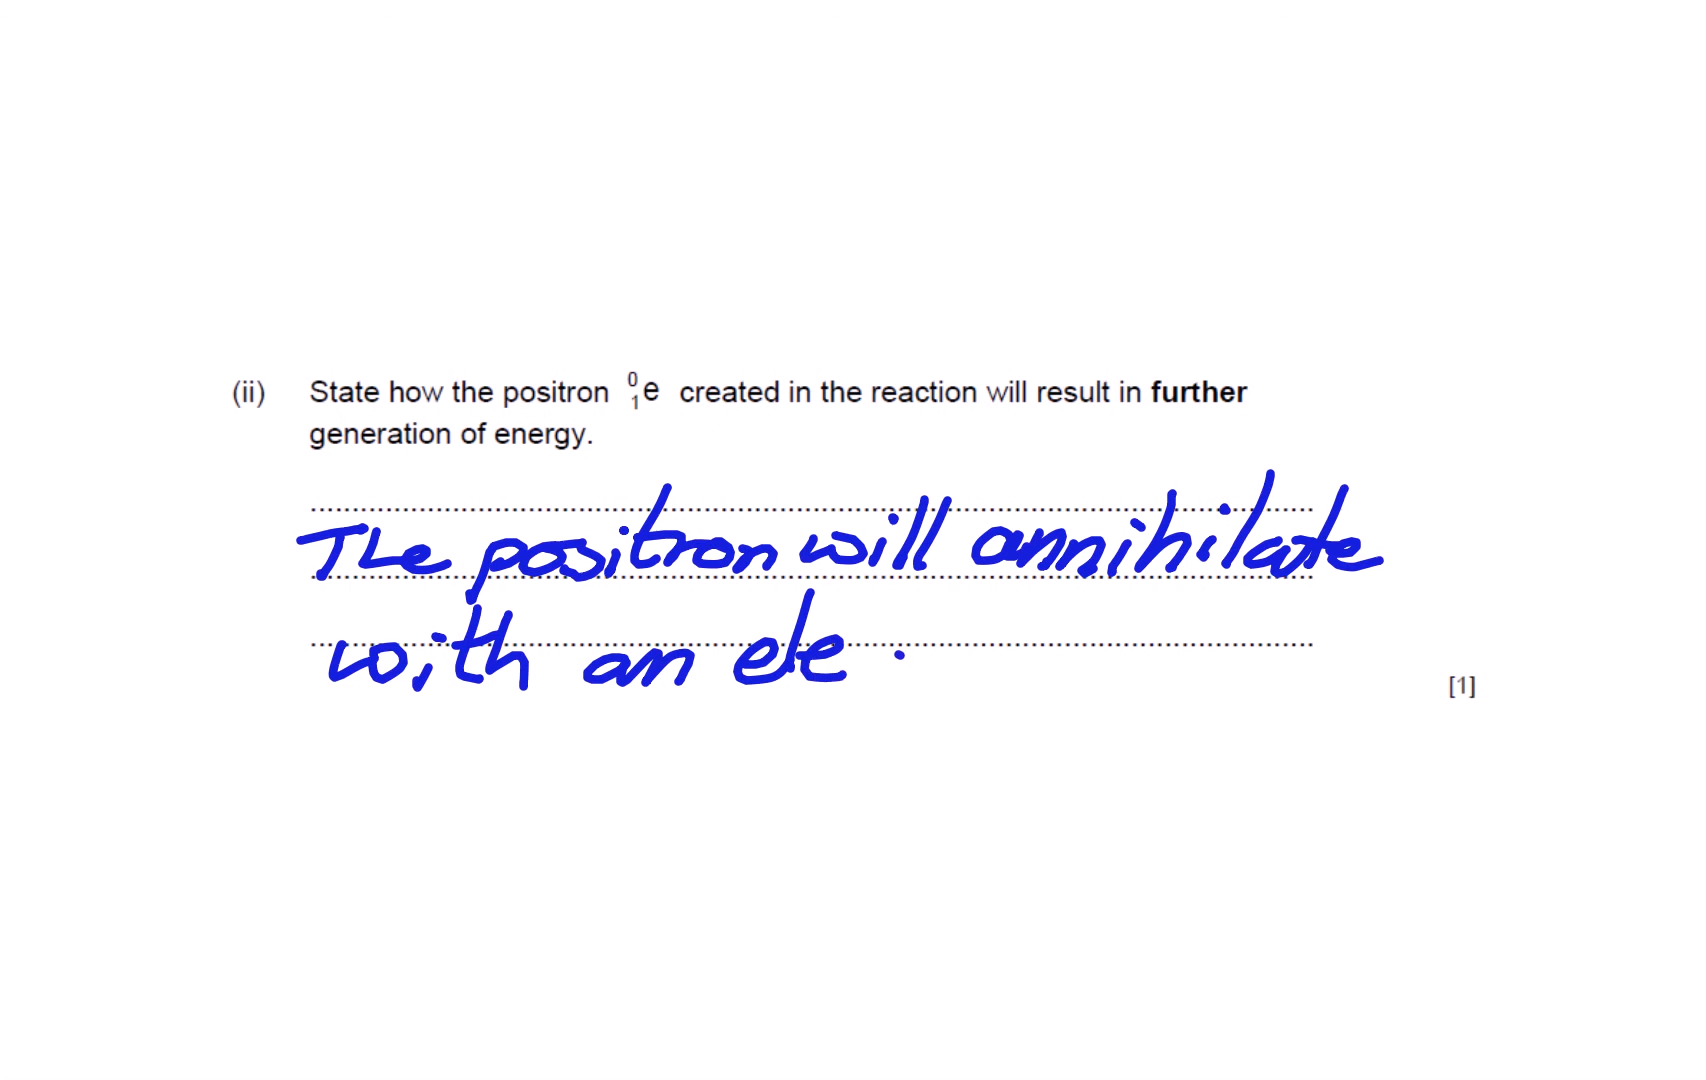 (ii) State how the positron ⁰₁e created in the reaction will result in further
generation of energy.
The positron will annihilate
with an ele.
[1]